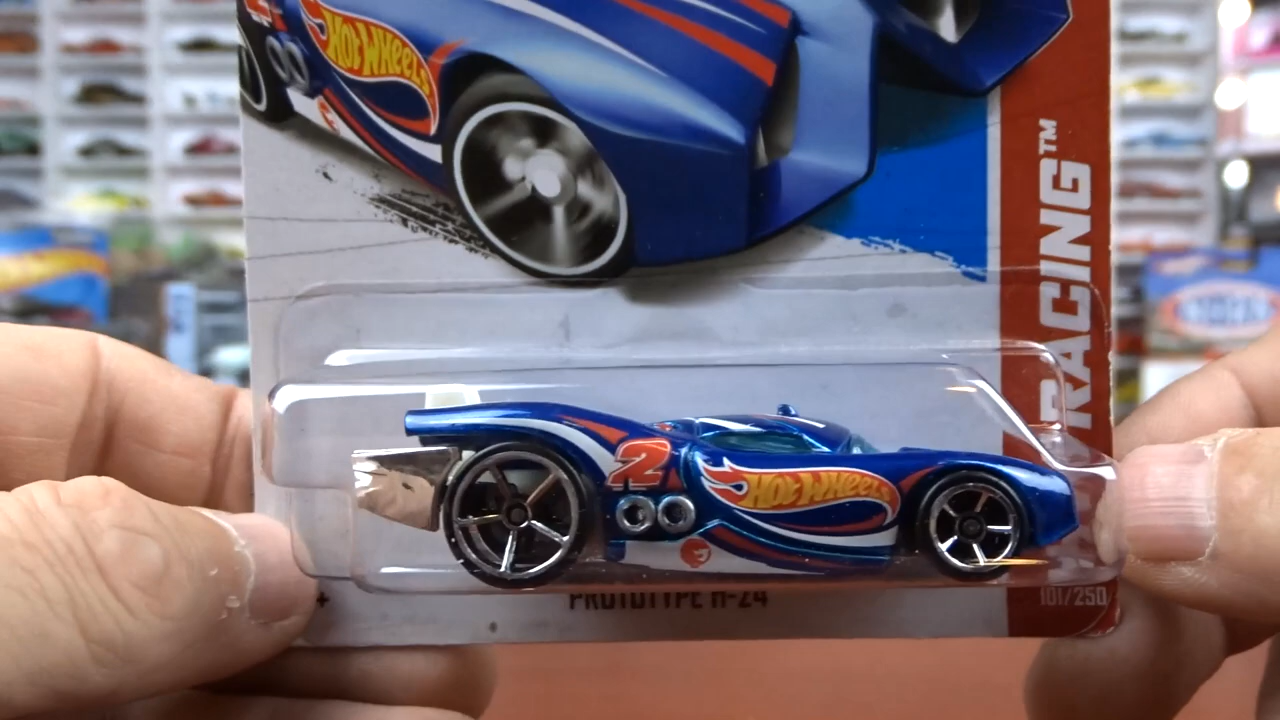 HOT WHEELS
RACING™
2
HOT WHEELS
PROTOTYPE H-24
101/250